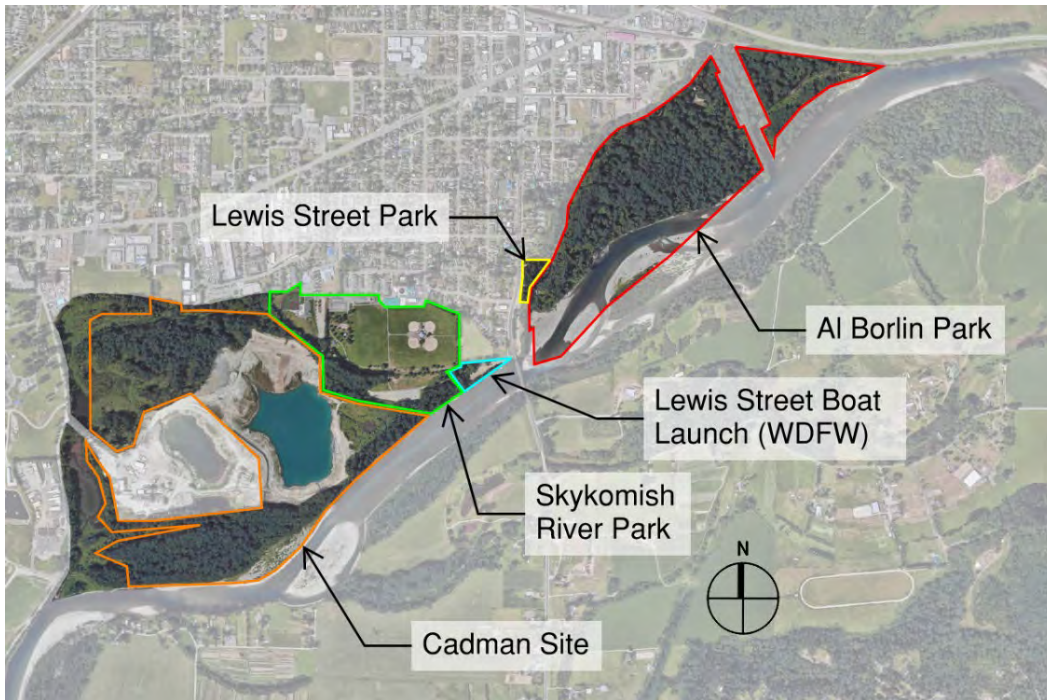 Lewis Street Park
Al Borlin Park
Lewis Street Boat
Launch (WDFW)
Skykomish
River Park
N
Cadman Site